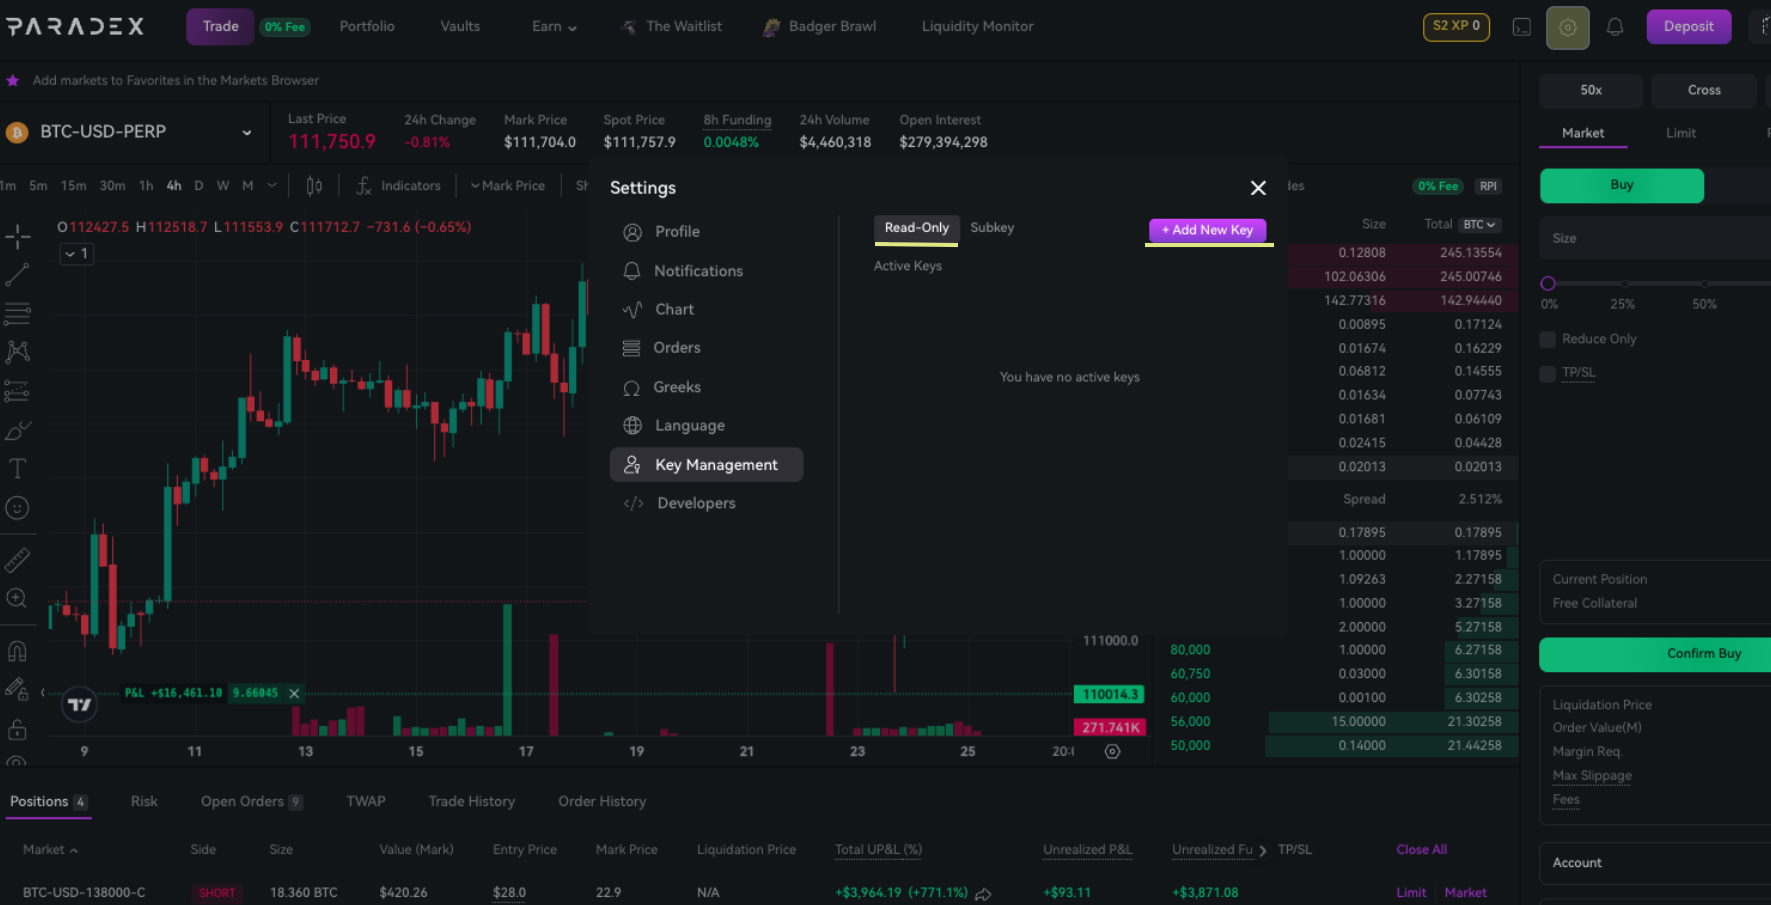 PARADEX
Trade 0% Fee Portfolio Vaults Earn The Waitlist Badger Brawl Liquidity Monitor S2 XP 0 Deposit
Add markets to Favorites in the Markets Browser
50x Cross
BTC-USD-PERP
Last Price 24h Change Mark Price Spot Price 8h Funding 24h Volume Open Interest
111,750.9 -0.81% $111,704.0 $111,757.9 0.0048% $4,460,318 $279,394,298
Market Limit
1m 5m 15m 30m 1h 4h D W M Indicators Mark Price
Settings
0% Fee RPI
Buy
O112427.5 H112518.7 L111553.9 C111712.7 −731.6 (−0.65%)
1
Profile
Notifications
Chart
Orders
Greeks
Language
Key Management
Developers
Read-Only Subkey + Add New Key
Active Keys
You have no active keys
Size Total BTC
0.12808 245.13554
102.06306 245.00746
142.77316 142.94440
0.00895 0.17124
0.01674 0.16229
0.06812 0.14555
0.01634 0.07743
0.01681 0.06109
0.02415 0.04428
0.02013 0.02013
Spread 2.512%
0.17895 0.17895
1.00000 1.17895
1.09263 2.27158
1.00000 3.27158
2.00000 5.27158
80,000 1.00000 6.27158
60,750 0.03000 6.30158
60,000 0.00100 6.30258
56,000 15.00000 21.30258
50,000 0.14000 21.44258
Size
0% 25% 50%
Reduce Only
TP/SL
Current Position
Free Collateral
Confirm Buy
Liquidation Price
Order Value(M)
Margin Req.
Max Slippage
Fees
Account
111000.0
P&L +$16,461.10 9.66045
110014.3
271.741K
9 11 13 15 17 19 21 23 25
Positions 4 Risk Open Orders 9 TWAP Trade History Order History
Market Side Size Value (Mark) Entry Price Mark Price Liquidation Price Total UP&L (%) Unrealized P&L Unrealized Fu TP/SL Close All
BTC-USD-138000-C SHORT 18.360 BTC $420.26 $28.0 22.9 N/A +$3,964.19 (+771.1%) +$93.11 +$3,871.08 Limit Market